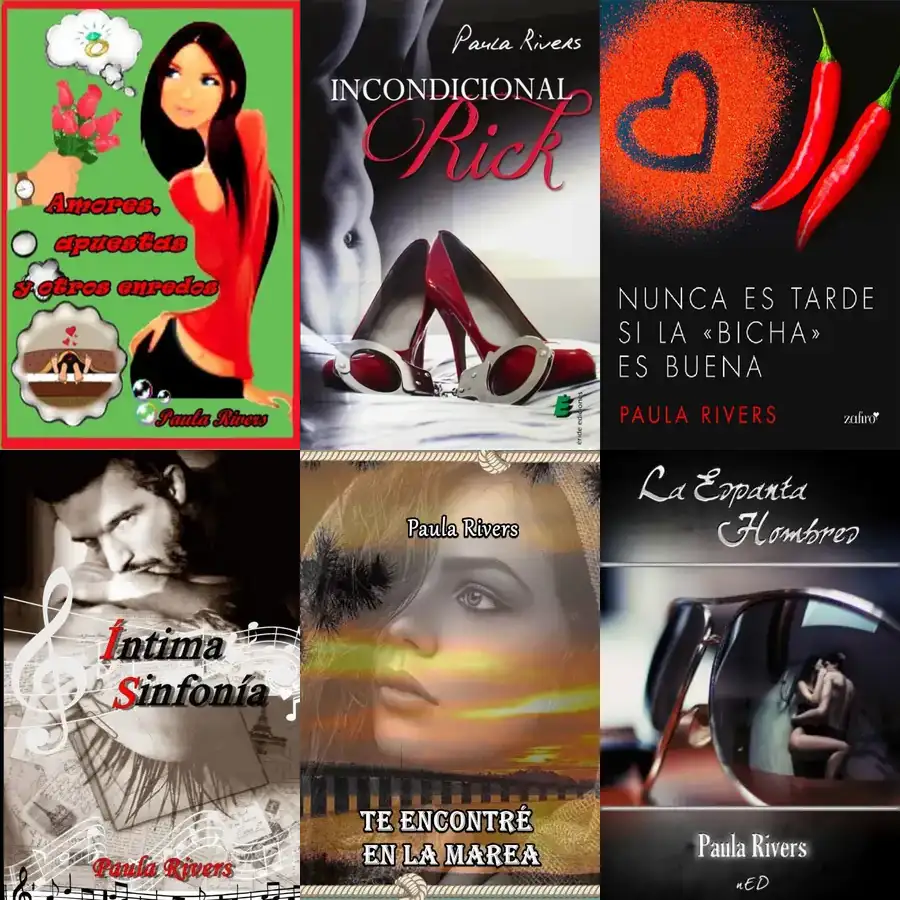 Amores,
apuestas
y otros enredos
Paula Rivers
Paula Rivers
INCONDICIONAL
Rick
éride ediciones
NUNCA ES TARDE
SI LA «BICHA»
ES BUENA
PAULA RIVERS
zafiro
Íntima
Sinfonía
Paula Rivers
Paula Rivers
TE ENCONTRÉ
EN LA MAREA
La Espanta
Hombres
Paula Rivers
nED